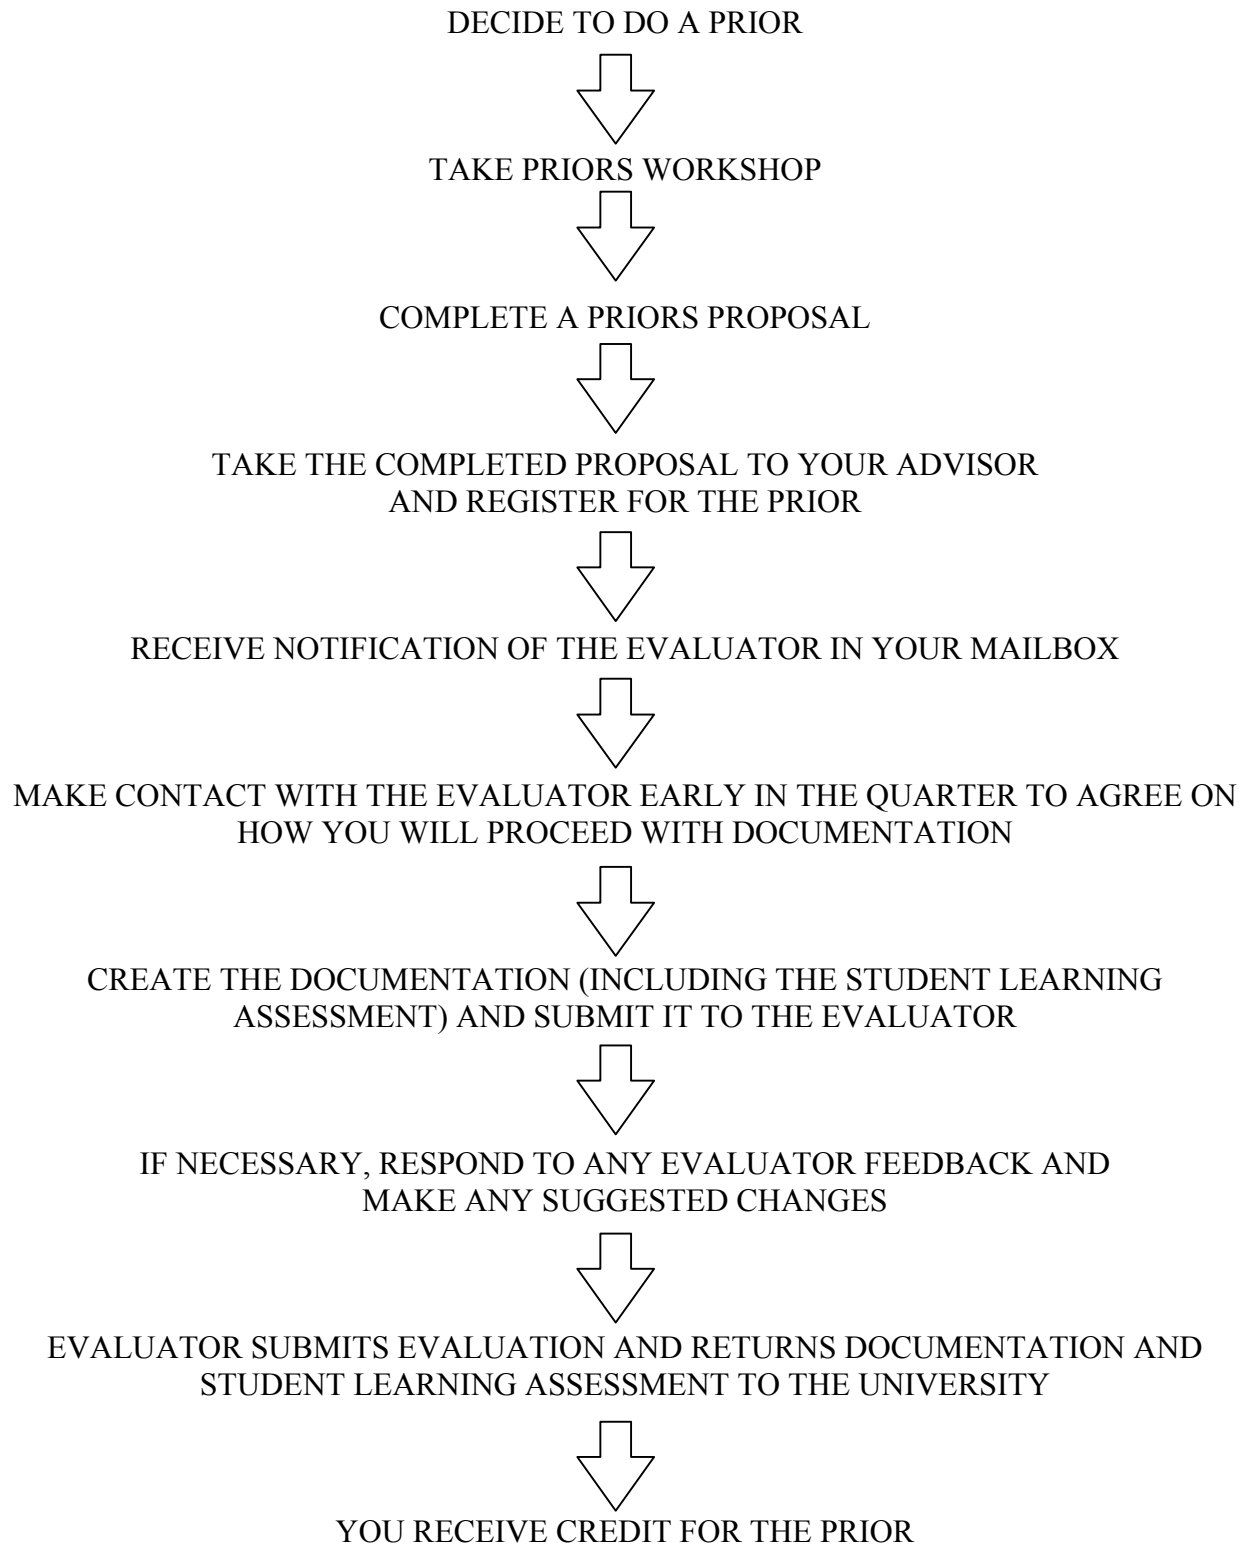 DECIDE TO DO A PRIOR
TAKE PRIORS WORKSHOP
COMPLETE A PRIORS PROPOSAL
TAKE THE COMPLETED PROPOSAL TO YOUR ADVISOR
AND REGISTER FOR THE PRIOR
RECEIVE NOTIFICATION OF THE EVALUATOR IN YOUR MAILBOX
MAKE CONTACT WITH THE EVALUATOR EARLY IN THE QUARTER TO AGREE ON
HOW YOU WILL PROCEED WITH DOCUMENTATION
CREATE THE DOCUMENTATION (INCLUDING THE STUDENT LEARNING
ASSESSMENT) AND SUBMIT IT TO THE EVALUATOR
IF NECESSARY, RESPOND TO ANY EVALUATOR FEEDBACK AND
MAKE ANY SUGGESTED CHANGES
EVALUATOR SUBMITS EVALUATION AND RETURNS DOCUMENTATION AND
STUDENT LEARNING ASSESSMENT TO THE UNIVERSITY
YOU RECEIVE CREDIT FOR THE PRIOR